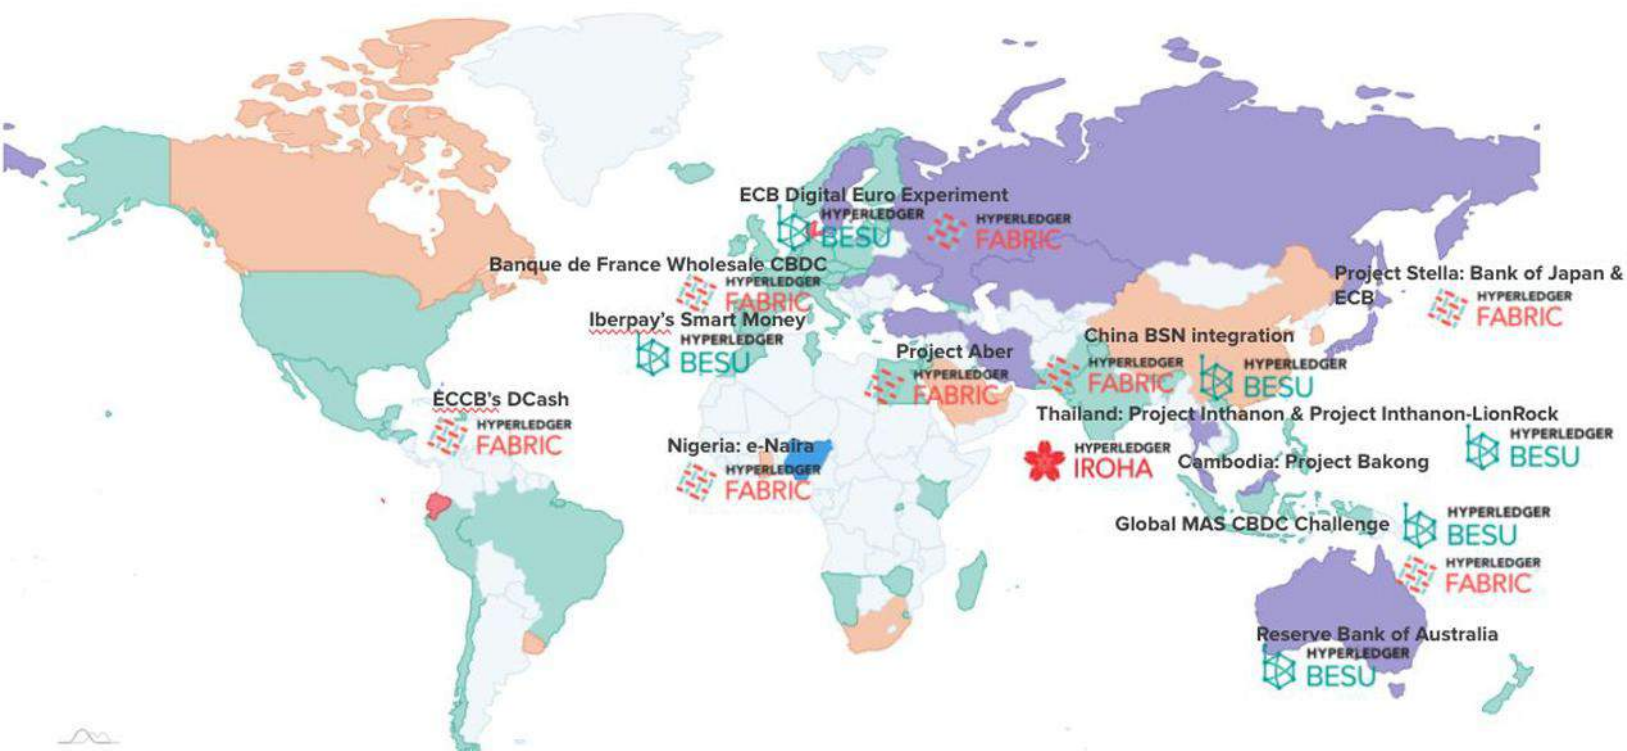 ECB Digital Euro Experiment
HYPERLEDGER
BESU
HYPERLEDGER
FABRIC
Banque de France Wholesale CBDC
HYPERLEDGER
FABRIC
Iberpay's Smart Money
HYPERLEDGER
BESU
Project Stella: Bank of Japan &
ECB
HYPERLEDGER
FABRIC
China BSN integration
HYPERLEDGER
FABRIC
HYPERLEDGER
BESU
Project Aber
HYPERLEDGER
FABRIC
ECCB's DCash
HYPERLEDGER
FABRIC
Thailand: Project Inthanon & Project Inthanon-LionRock
HYPERLEDGER
BESU
Nigeria: e-Naira
HYPERLEDGER
FABRIC
HYPERLEDGER
IROHA
Cambodia: Project Bakong
Global MAS CBDC Challenge
HYPERLEDGER
BESU
HYPERLEDGER
FABRIC
Reserve Bank of Australia
HYPERLEDGER
BESU